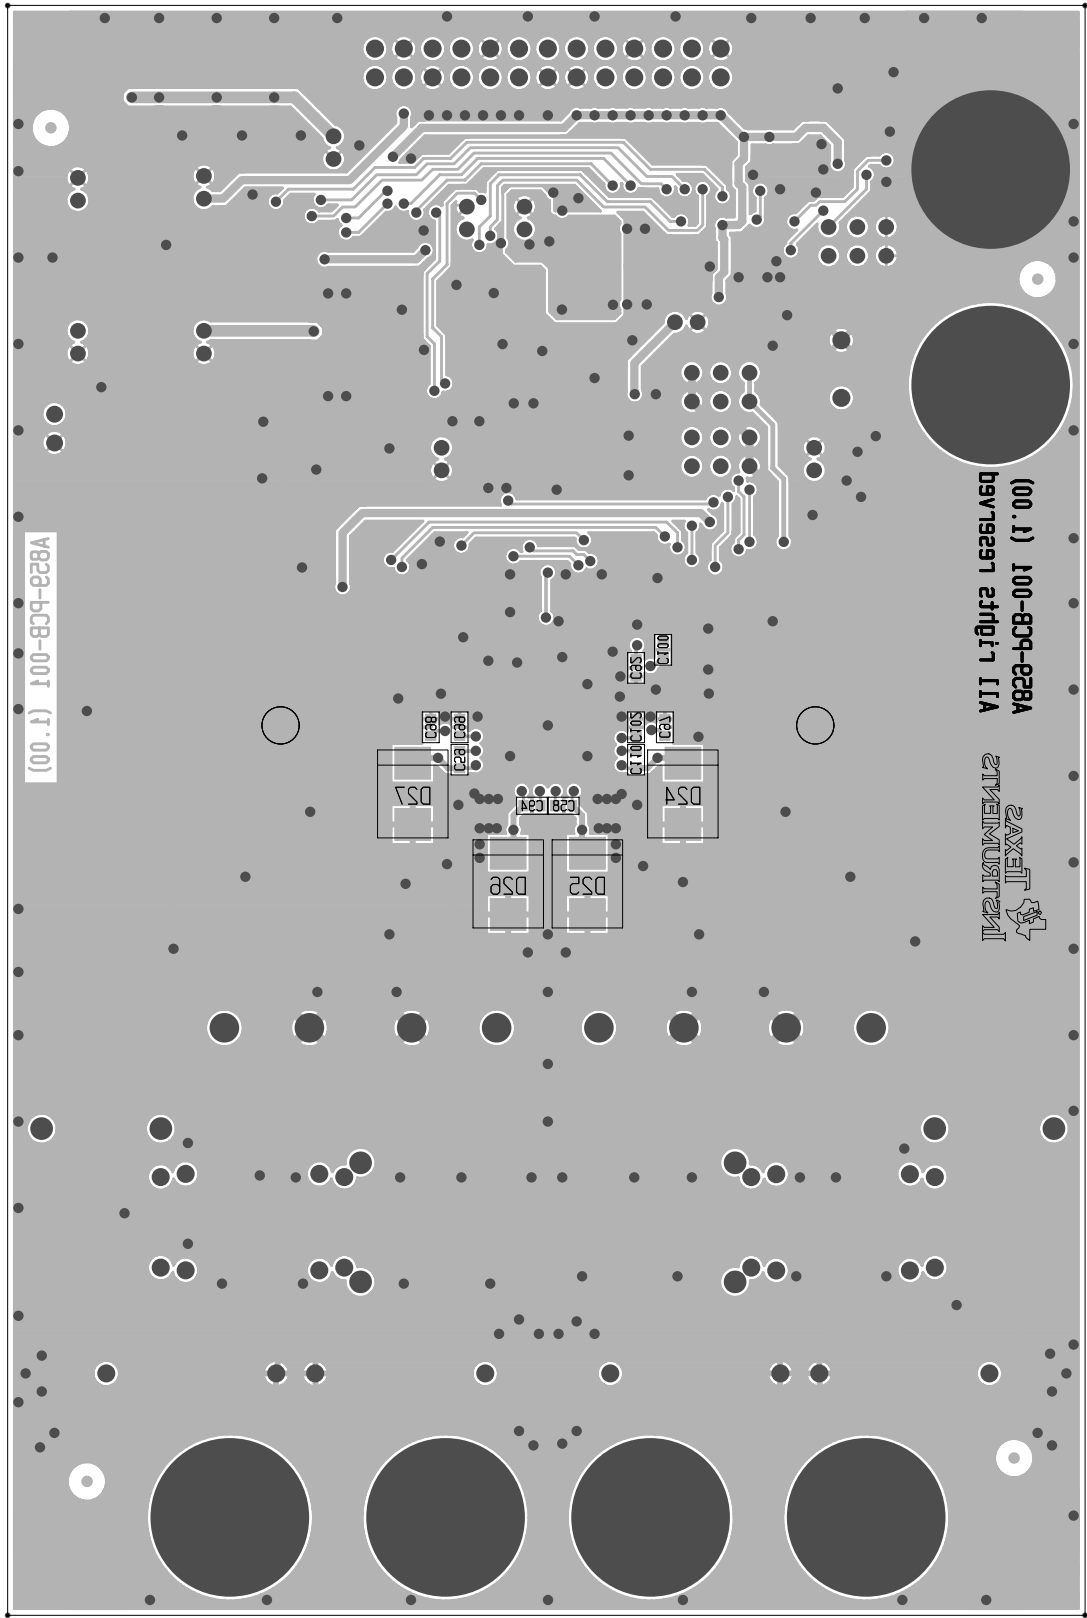 A859-PCB-001 (1.00)
All rights reserved
A859-PCB-001 (1.00)
TEXAS
INSTRUMENTS
C100
C92
C98
C99
C102
C97
C59
C110
D27
C94
C58
D24
D26
D25